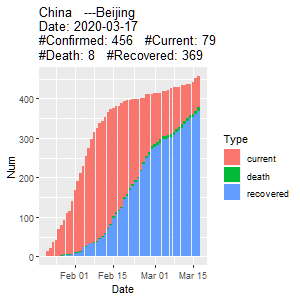 China   ---Beijing
Date: 2020-03-17
#Confirmed: 456   #Current: 79
#Death: 8   #Recovered: 369
Num
400
300
200
100
0
Feb 01
Feb 15
Mar 01
Mar 15
Date
Type
current
death
recovered